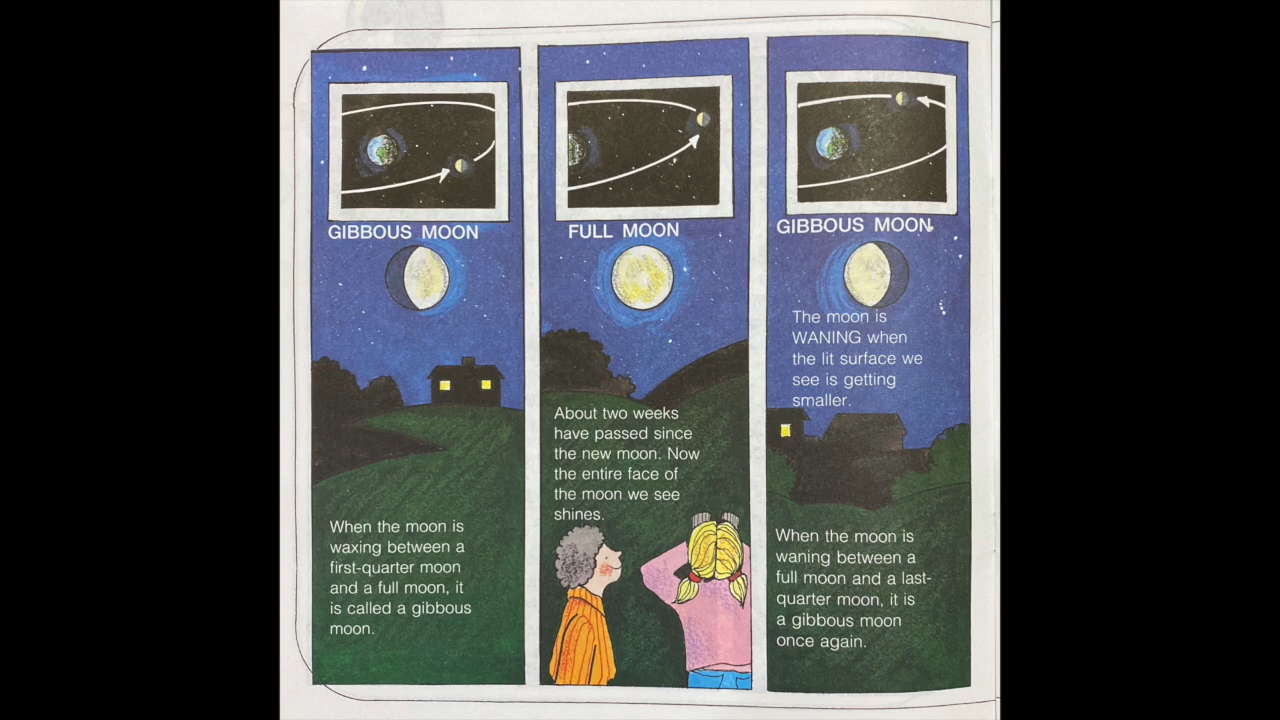 GIBBOUS MOON
When the moon is
waxing between a
first-quarter moon
and a full moon, it
is called a gibbous
moon.
FULL MOON
About two weeks
have passed since
the new moon. Now
the entire face of
the moon we see
shines.
GIBBOUS MOON
The moon is
WANING when
the lit surface we
see is getting
smaller.
When the moon is
waning between a
full moon and a last-
quarter moon, it is
a gibbous moon
once again.